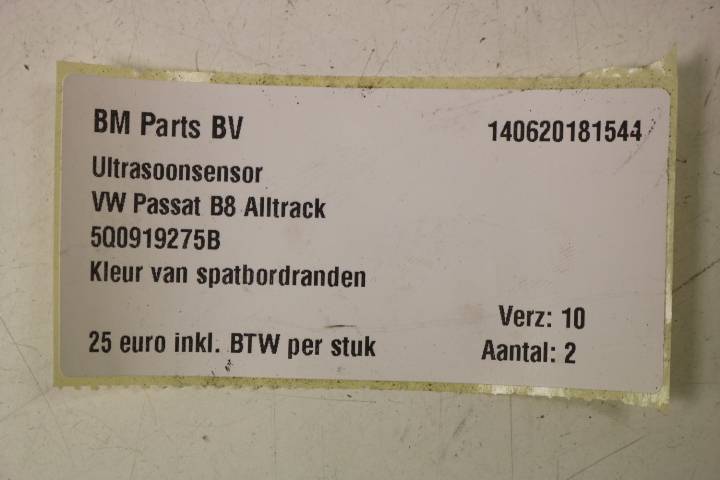 BM Parts BV 140620181544
Ultrasoonsensor
VW Passat B8 Alltrack
5Q0919275B
Kleur van spatbordranden
Verz: 10
25 euro inkl. BTW per stuk Aantal: 2